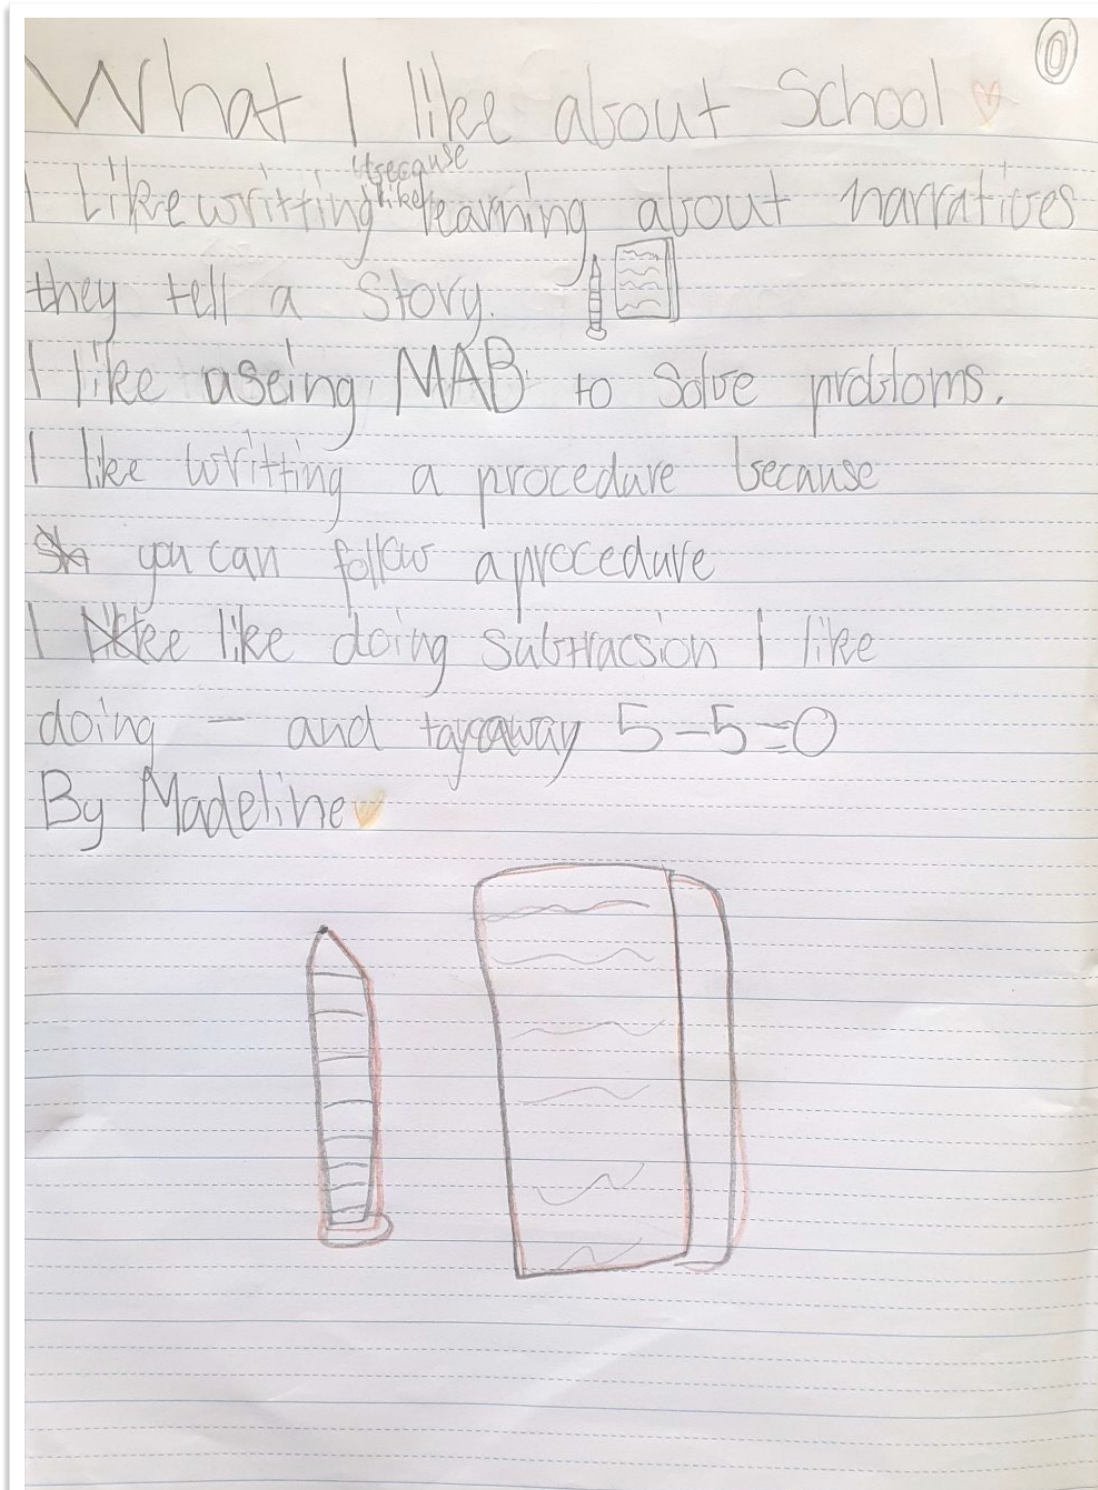 0
What I like about School
I Like writting because I like learning about narratives
they tell a Story.
I like useing MAB to Solve probloms.
I like writting a procedure because
you can follow a procedure
I like doing subtracsion I like
doing – and takeaway 5-5=0
By Madeline